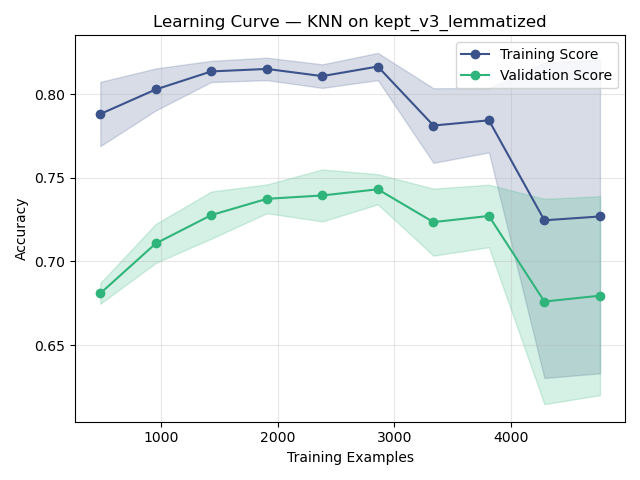 Learning Curve — KNN on kept_v3_lemmatized
Training Score
Validation Score
Accuracy
0.80
0.75
0.70
0.65
1000
2000
3000
4000
Training Examples